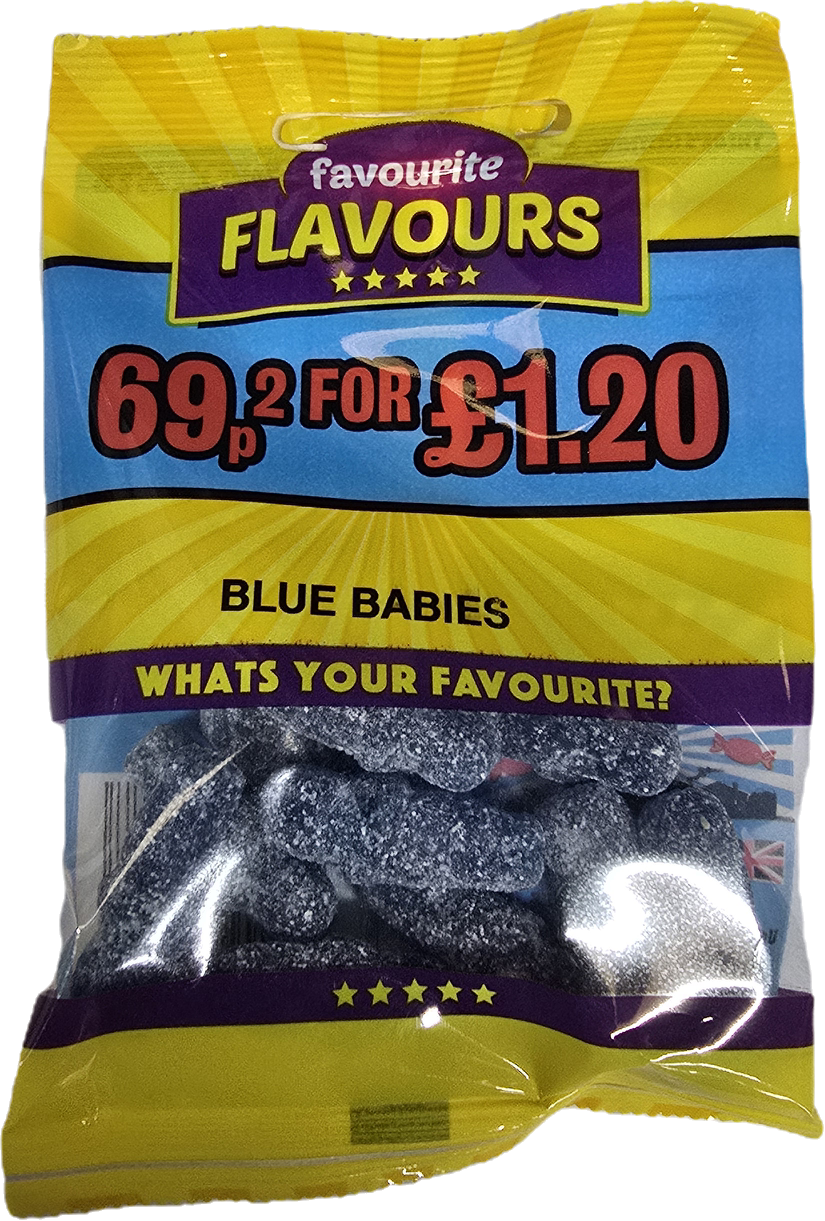 favourite
FLAVOURS
69p 2 FOR £1.20
BLUE BABIES
WHATS YOUR FAVOURITE?